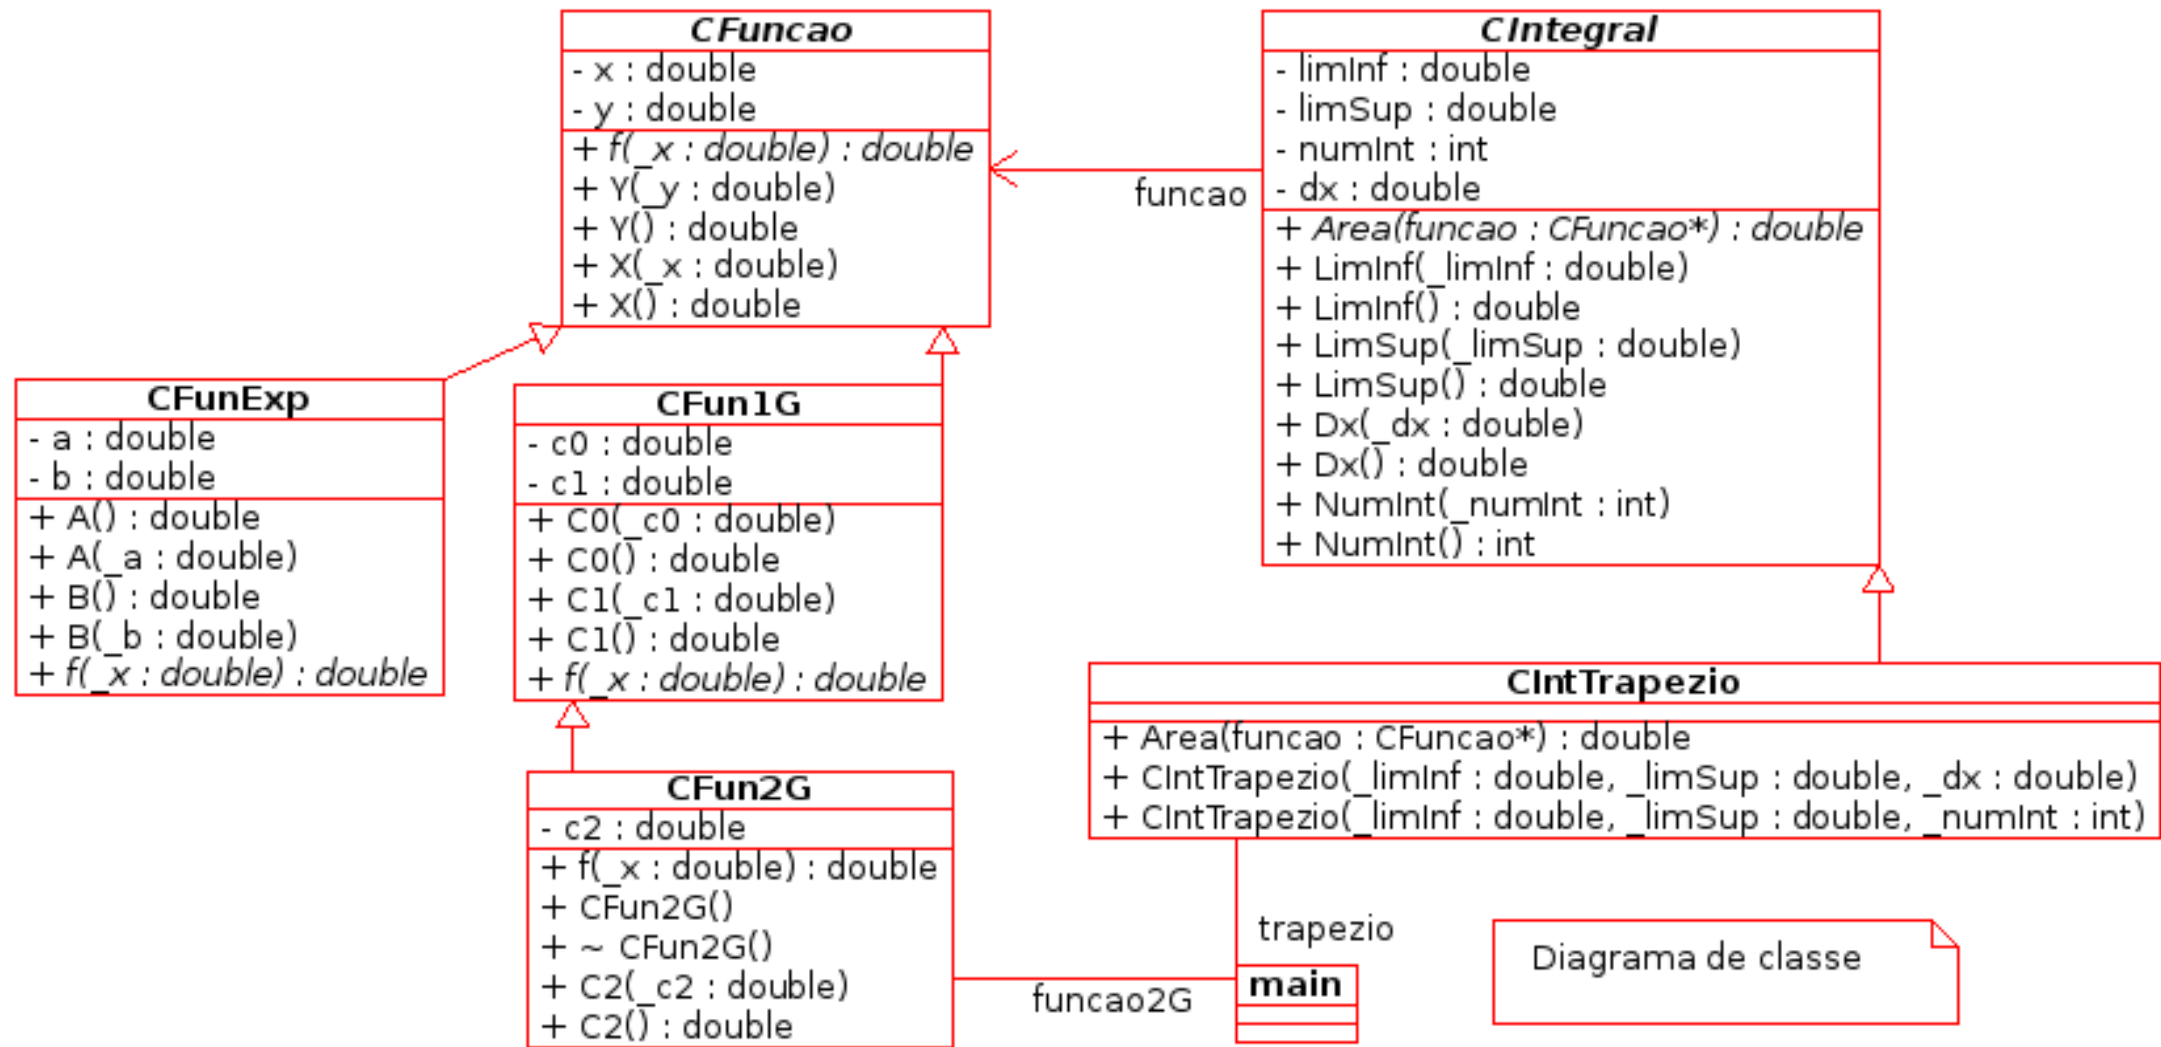 CFuncao
- x : double
- y : double
+ f(_x : double) : double
+ Y(_y : double)
+ Y() : double
+ X(_x : double)
+ X() : double
CIntegral
- limInf : double
- limSup : double
- numInt : int
- dx : double
+ Area(funcao : CFuncao*) : double
+ LimInf(_limInf : double)
+ LimInf() : double
+ LimSup(_limSup : double)
+ LimSup() : double
+ Dx(_dx : double)
+ Dx() : double
+ NumInt(_numInt : int)
+ NumInt() : int
funcao
CFunExp
- a : double
- b : double
+ A() : double
+ A(_a : double)
+ B() : double
+ B(_b : double)
+ f(_x : double) : double
CFun1G
- c0 : double
- c1 : double
+ C0(_c0 : double)
+ C0() : double
+ C1(_c1 : double)
+ C1() : double
+ f(_x : double) : double
CIntTrapezio
+ Area(funcao : CFuncao*) : double
+ CIntTrapezio(_limInf : double, _limSup : double, _dx : double)
+ CIntTrapezio(_limInf : double, _limSup : double, _numInt : int)
CFun2G
- c2 : double
+ f(_x : double) : double
+ CFun2G()
+ ~ CFun2G()
+ C2(_c2 : double)
+ C2() : double
trapezio
funcao2G
main
Diagrama de classe